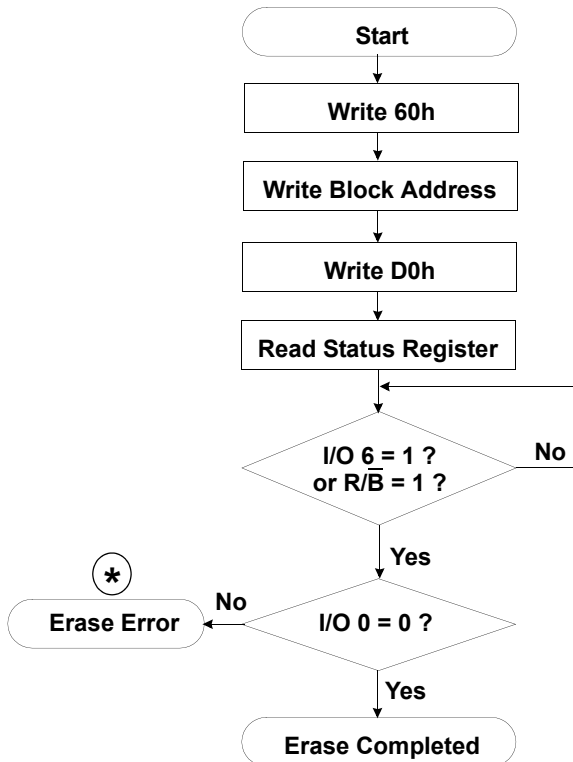 Start
Write 60h
Write Block Address
Write D0h
Read Status Register
I/O 6 = 1 ?
or R/B̅ = 1 ?
No
Yes
*
Erase Error
No
I/O 0 = 0 ?
Yes
Erase Completed